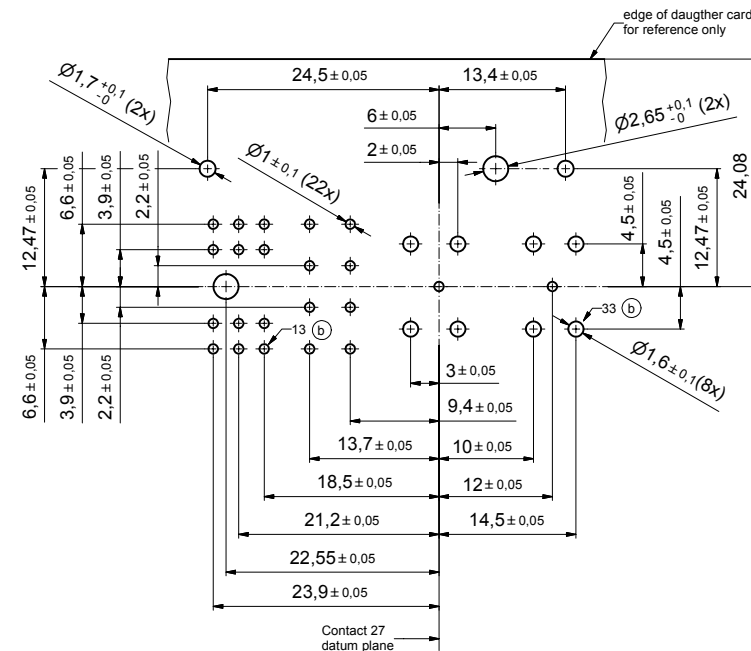 edge of daugther card
for reference only
24,5 ± 0,05
13,4 ± 0,05
Ø1,7 +0,1 -0 (2x)
6 ± 0,05
Ø2,65 +0,1 -0 (2x)
2 ± 0,05
Ø1 ± 0,1 (22x)
24,08
12,47 ± 0,05
6,6 ± 0,05
3,9 ± 0,05
2,2 ± 0,05
4,5 ± 0,05
4,5 ± 0,05
12,47 ± 0,05
13 b
33 b
6,6 ± 0,05
3,9 ± 0,05
2,2 ± 0,05
3 ± 0,05
Ø1,6 ± 0,1 (8x)
9,4 ± 0,05
13,7 ± 0,05
10 ± 0,05
18,5 ± 0,05
12 ± 0,05
21,2 ± 0,05
14,5 ± 0,05
22,55 ± 0,05
23,9 ± 0,05
Contact 27
datum plane